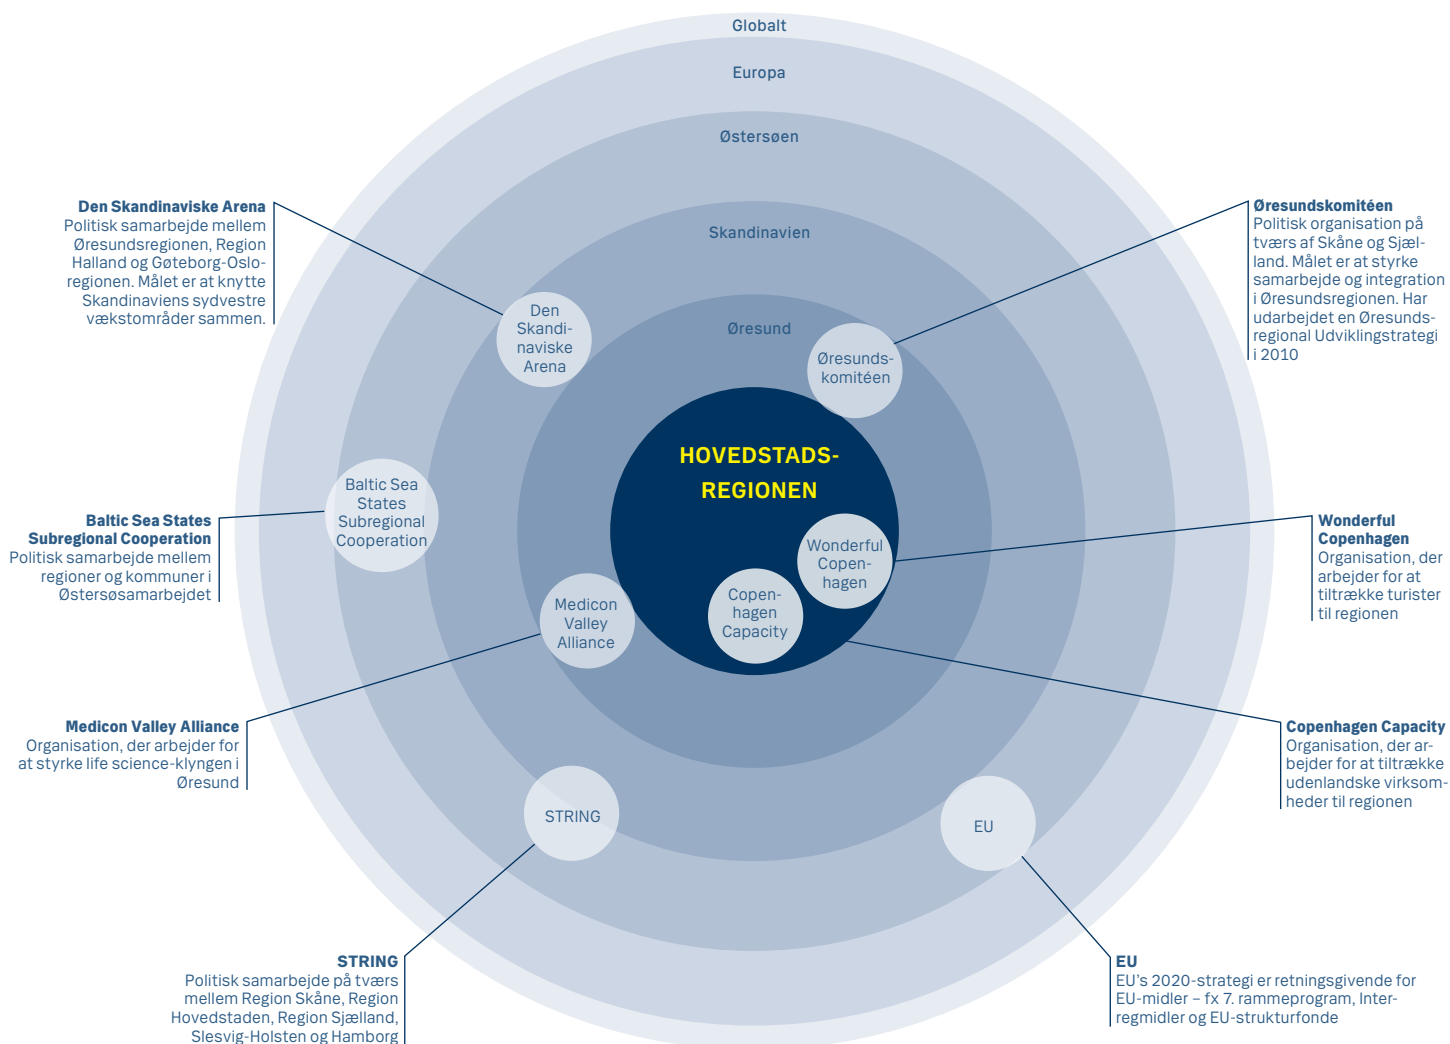 Globalt
Europa
Østersøen
Skandinavien
Øresund
HOVEDSTADS-
REGIONEN
Den
Skandi-
naviske
Arena
Øresunds-
komitéen
Baltic Sea
States
Subregional
Cooperation
Wonderful
Copen-
hagen
Copen-
hagen
Capacity
Medicon
Valley
Alliance
STRING
EU
Den Skandinaviske Arena
Politisk samarbejde mellem
Øresundsregionen, Region
Halland og Gøteborg-Oslo-
regionen. Målet er at knytte
Skandinaviens sydvestre
vækstområder sammen.
Baltic Sea States
Subregional Cooperation
Politisk samarbejde mellem
regioner og kommuner i
Østersøsamarbejdet
Medicon Valley Alliance
Organisation, der arbejder for
at styrke life science-klyngen i
Øresund
STRING
Politisk samarbejde på tværs
mellem Region Skåne, Region
Hovedstaden, Region Sjælland,
Slesvig-Holsten og Hamborg
Øresundskomitéen
Politisk organisation på
tværs af Skåne og Sjæl-
land. Målet er at styrke
samarbejde og integration
i Øresundsregionen. Har
udarbejdet en Øresunds-
regional Udviklingstrategi
i 2010
Wonderful
Copenhagen
Organisation, der
arbejder for at
tiltrække turister
til regionen
Copenhagen Capacity
Organisation, der ar-
bejder for at tiltrække
udenlandske virksom-
heder til regionen
EU
EU’s 2020-strategi er retningsgivende for
EU-midler – fx 7. rammeprogram, Inter-
regmidler og EU-strukturfonde